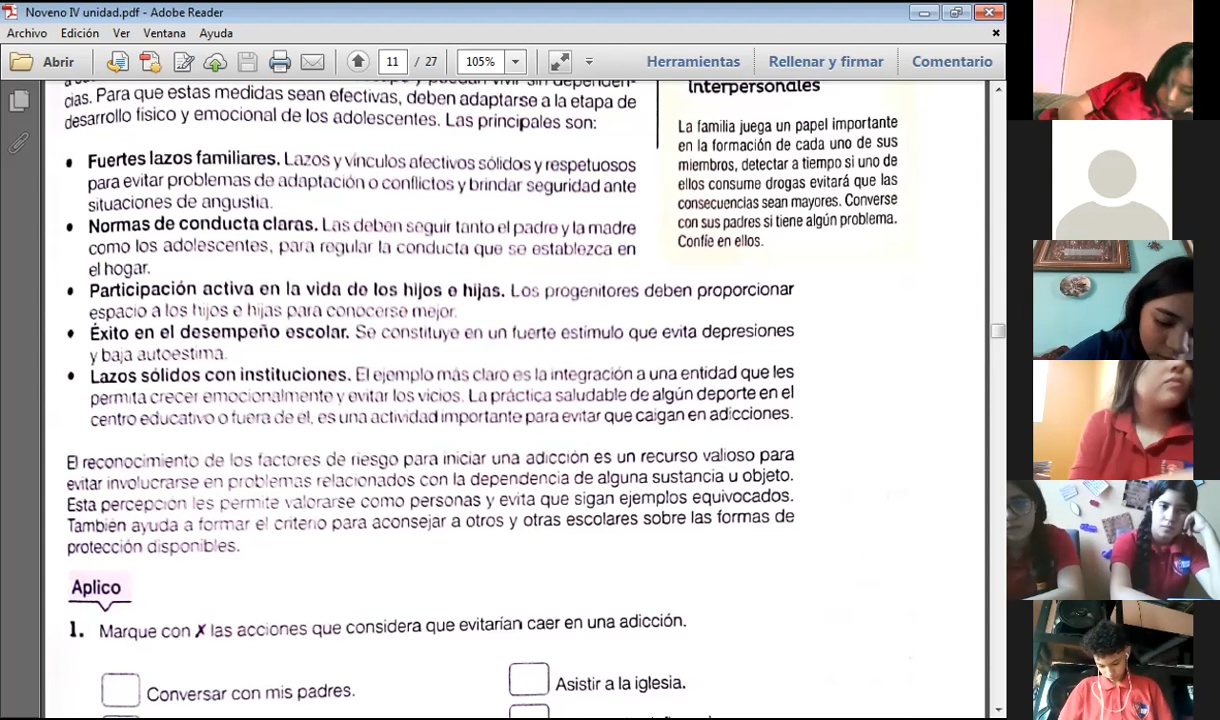 Noveno IV unidad.pdf - Adobe Reader
Archivo Edición Ver Ventana Ayuda
Abrir 11 / 27 105% Herramientas Rellenar y firmar Comentario
cias. Para que estas medidas sean efectivas, deben adaptarse a la etapa de
desarrollo físico y emocional de los adolescentes. Las principales son:
• Fuertes lazos familiares. Lazos y vínculos afectivos sólidos y respetuosos
para evitar problemas de adaptación o conflictos y brindar seguridad ante
situaciones de angustia.
• Normas de conducta claras. Las deben seguir tanto el padre y la madre
como los adolescentes, para regular la conducta que se establezca en
el hogar.
• Participación activa en la vida de los hijos e hijas. Los progenitores deben proporcionar
espacio a los hijos e hijas para conocerse mejor.
• Éxito en el desempeño escolar. Se constituye en un fuerte estímulo que evita depresiones
y baja autoestima.
• Lazos sólidos con instituciones. El ejemplo más claro es la integración a una entidad que les
permita crecer emocionalmente y evitar los vicios. La práctica saludable de algún deporte en el
centro educativo o fuera de él, es una actividad importante para evitar que caigan en adicciones.
Interpersonales
La familia juega un papel importante
en la formación de cada uno de sus
miembros, detectar a tiempo si uno de
ellos consume drogas evitará que las
consecuencias sean mayores. Converse
con sus padres si tiene algún problema.
Confíe en ellos.
El reconocimiento de los factores de riesgo para iniciar una adicción es un recurso valioso para
evitar involucrarse en problemas relacionados con la dependencia de alguna sustancia u objeto.
Esta percepción les permite valorarse como personas y evita que sigan ejemplos equivocados.
También ayuda a formar el criterio para aconsejar a otros y otras escolares sobre las formas de
protección disponibles.
Aplico
1. Marque con ✗ las acciones que considera que evitarían caer en una adicción.
Conversar con mis padres.
Asistir a la iglesia.